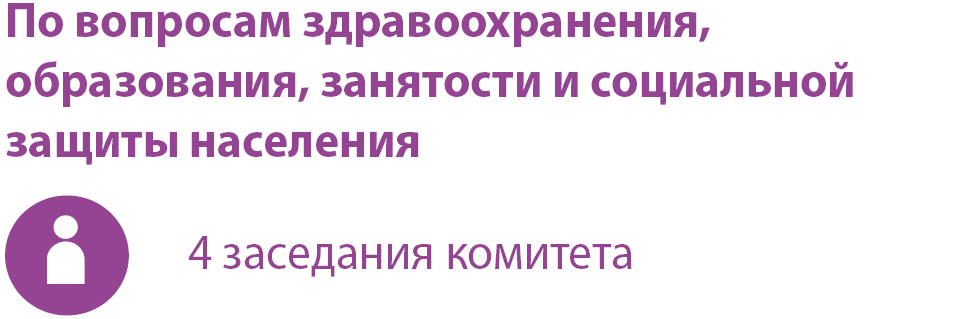 По вопросам здравоохранения,
образования, занятости и социальной
защиты населения
4 заседания комитета